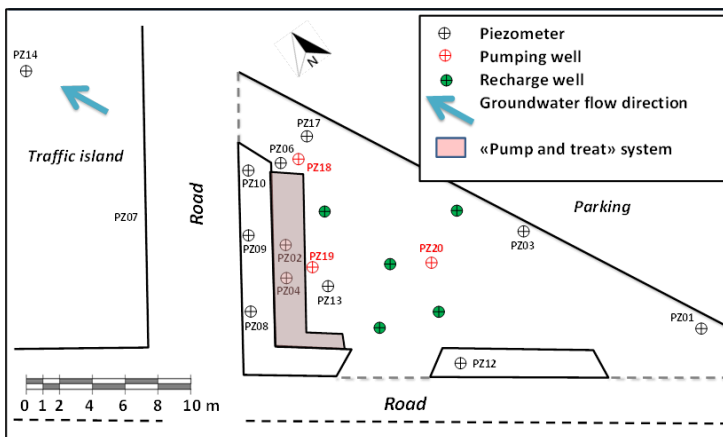 PZ14
Traffic island
PZ07
Road
N
PZ17
PZ06
PZ18
PZ10
PZ09
PZ02
PZ19
PZ04
PZ13
PZ08
PZ20
PZ03
PZ01
PZ12
Parking
Road
Piezometer
Pumping well
Recharge well
Groundwater flow direction
«Pump and treat» system
0 1 2 4 6 8 10 m